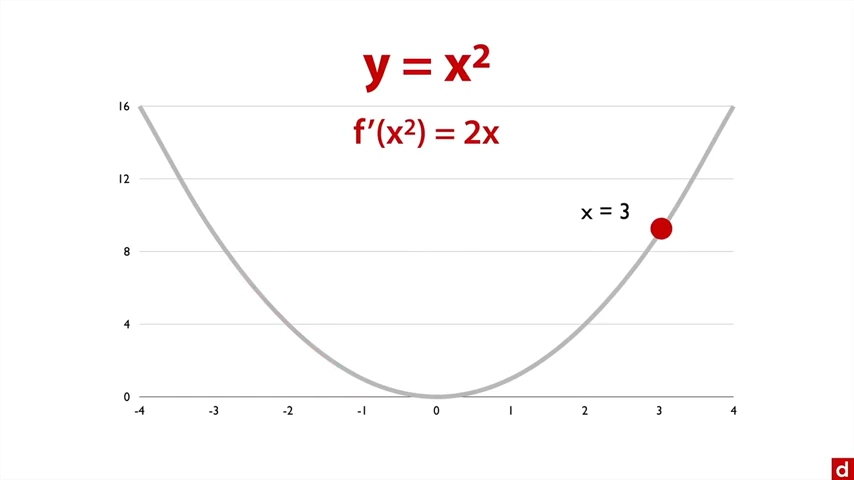 y = x²
f′(x²) = 2x
16
12
x = 3
8
4
0
-4 -3 -2 -1 0 1 2 3 4
d